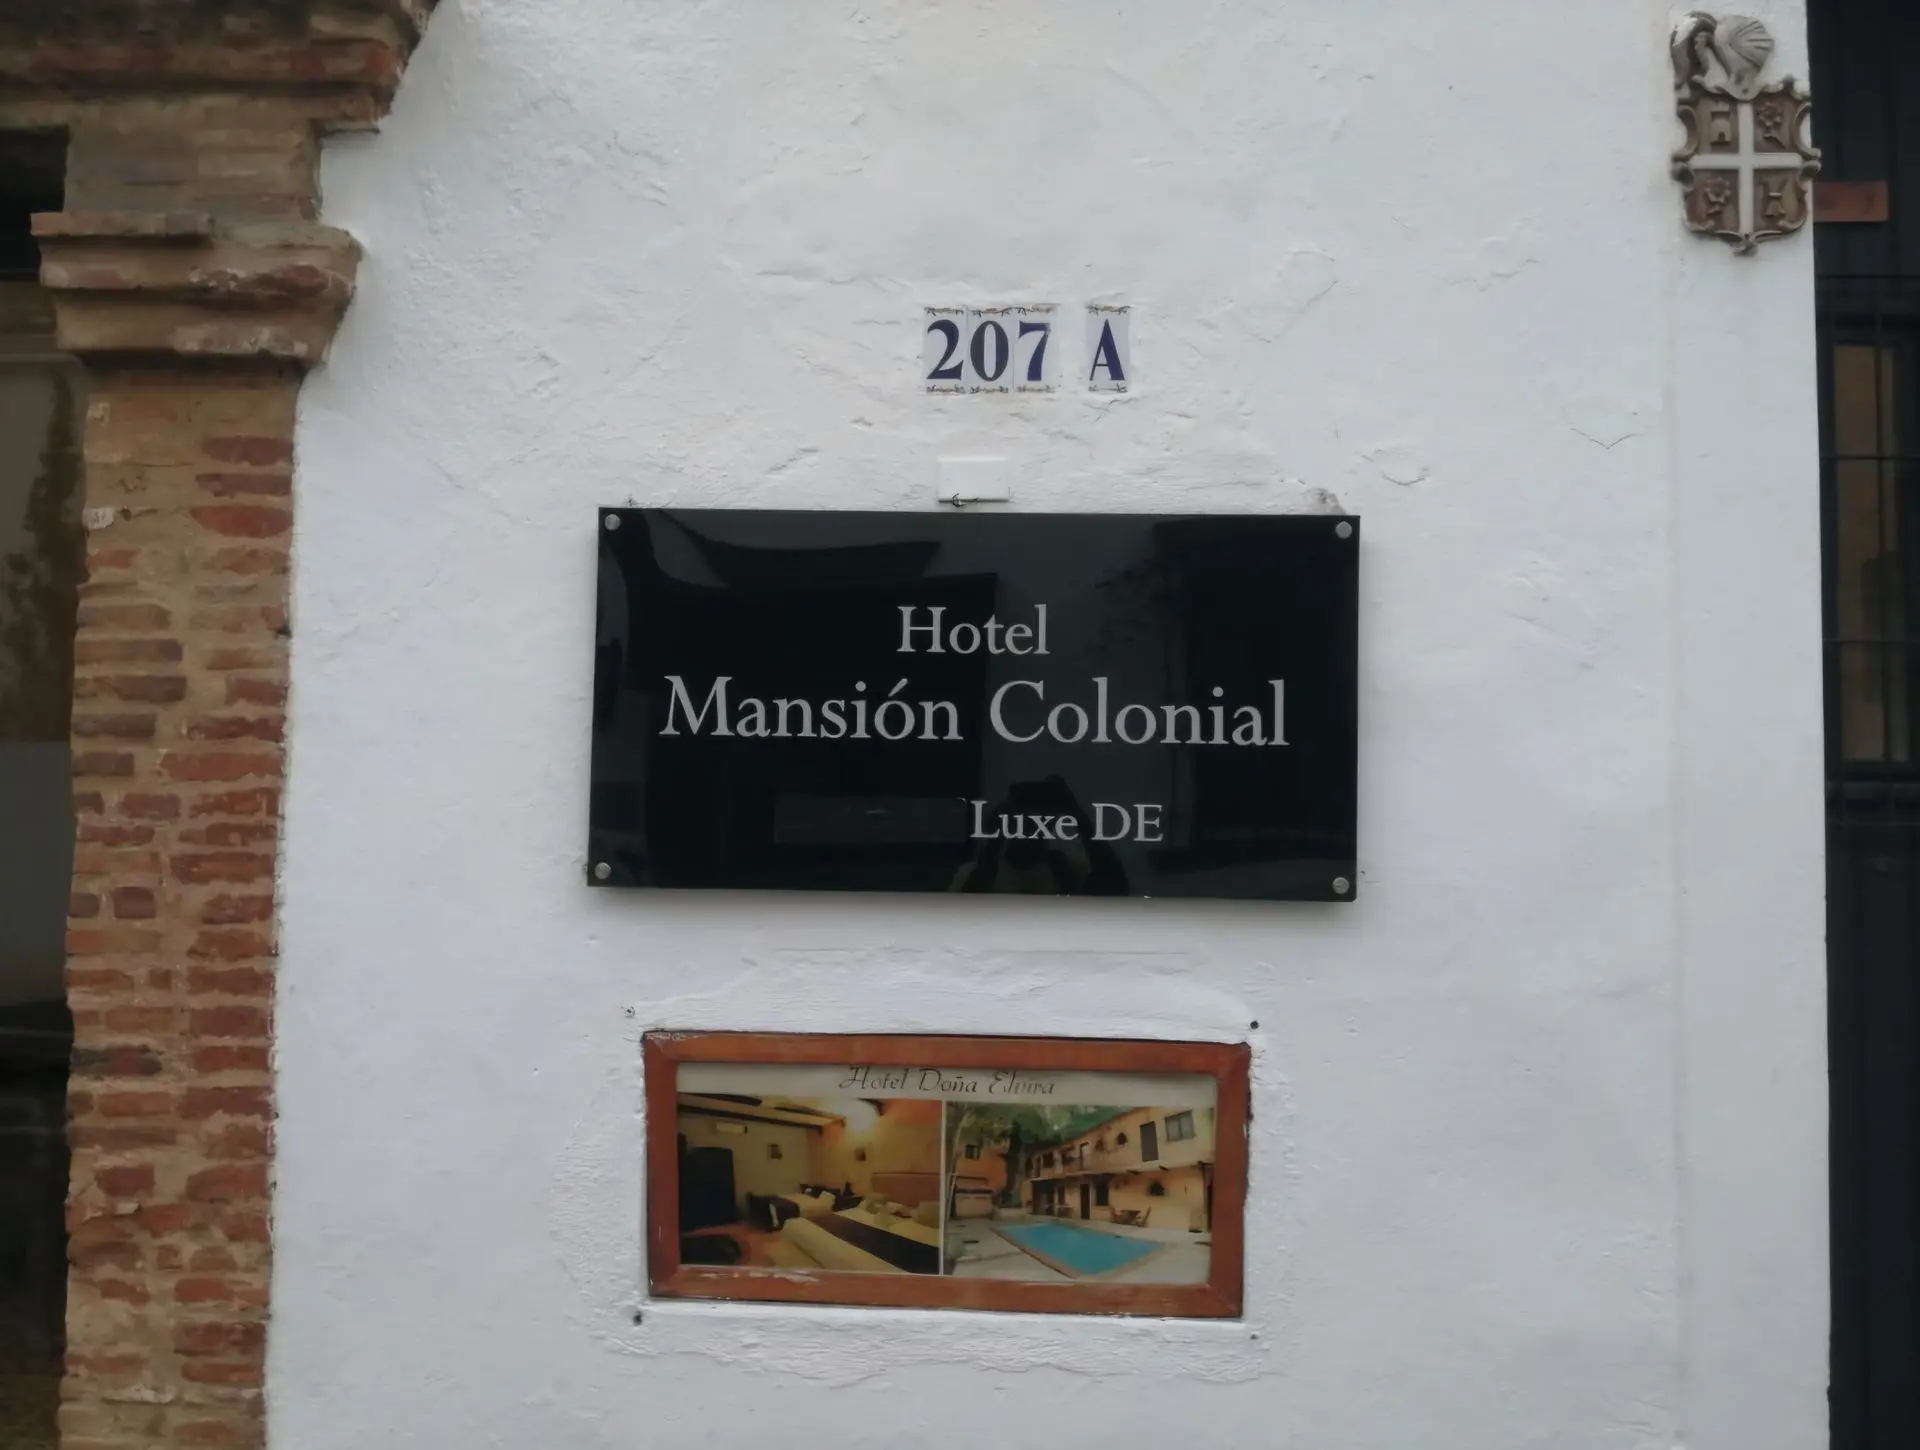 207 A
Hotel
Mansión Colonial
Luxe DE
Hotel Doña Elvira